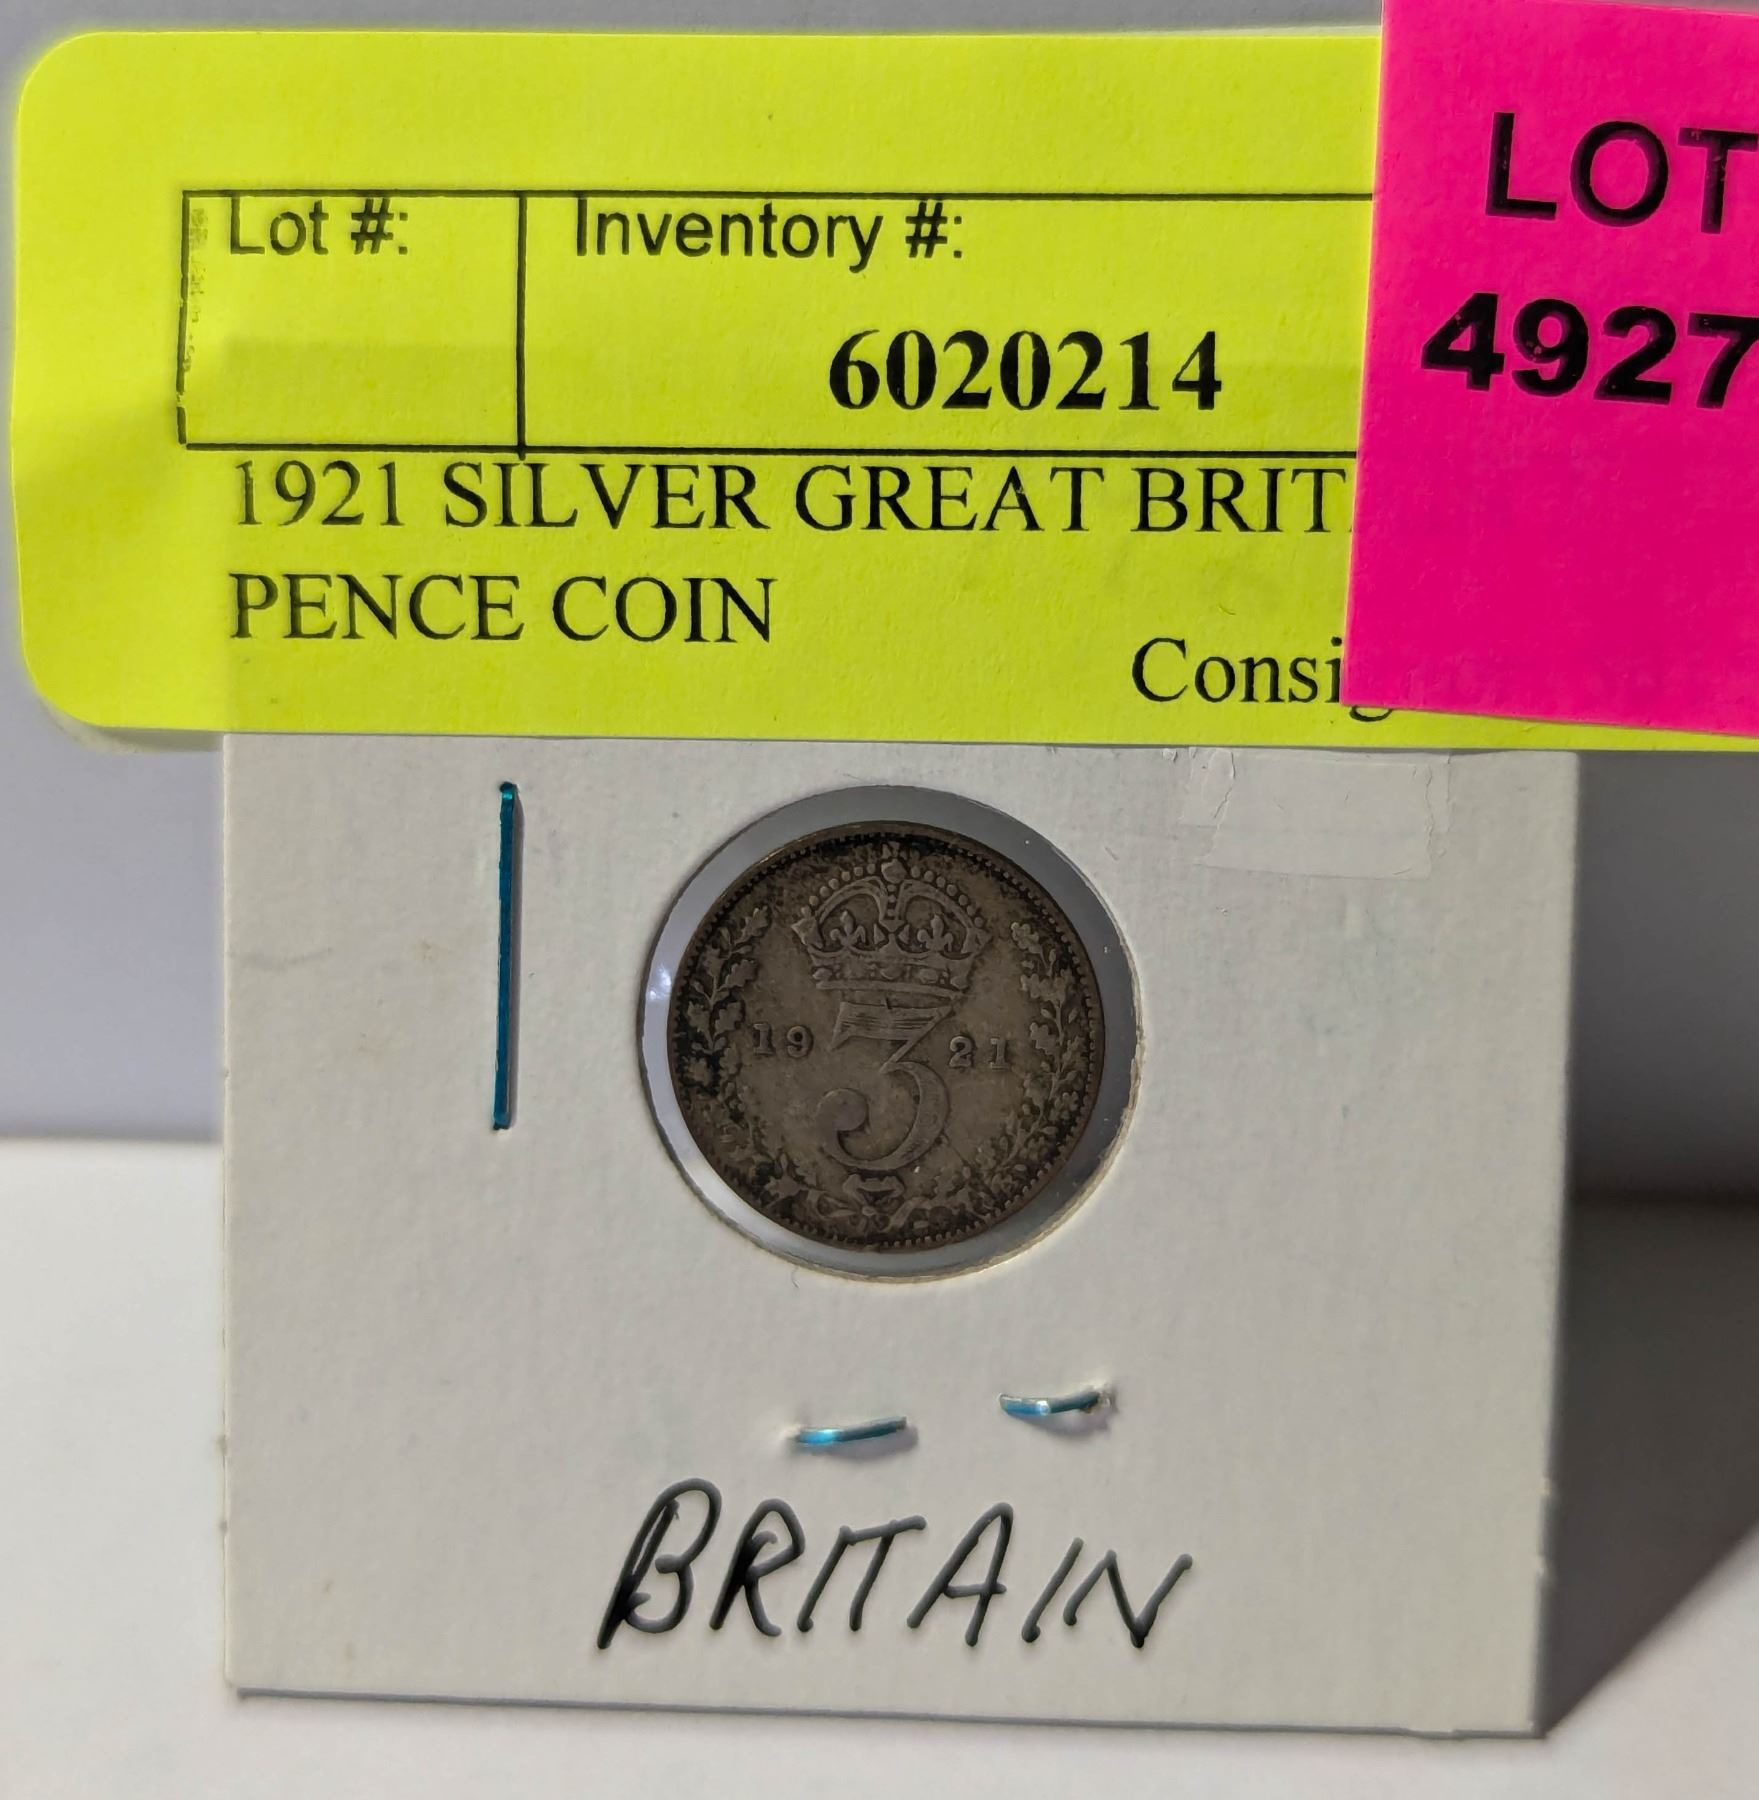 Lot #: Inventory #:
6020214
1921 SILVER GREAT BRIT
PENCE COIN
Consig
LOT
4927
19 3 21
BRITAIN